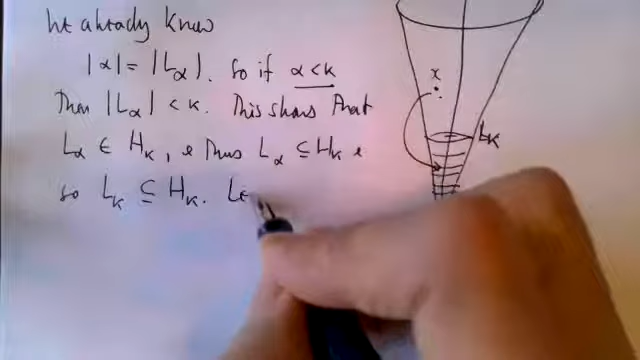 We already know
|α| = |Lα|. So if α < κ
Then |Lα| < κ. This shows that
Lα ∈ Hκ, & Thus Lα ⊆ Hκ &
so Lκ ⊆ Hκ. Le
x
Lκ